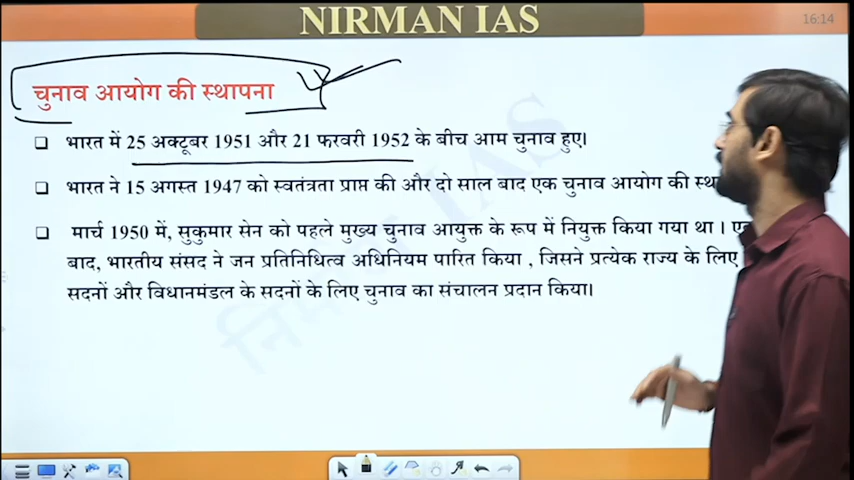 NIRMAN IAS
16:14
चुनाव आयोग की स्थापना
भारत में 25 अक्टूबर 1951 और 21 फरवरी 1952 के बीच आम चुनाव हुए।
भारत ने 15 अगस्त 1947 को स्वतंत्रता प्राप्त की और दो साल बाद एक चुनाव आयोग की
मार्च 1950 में, सुकुमार सेन को पहले मुख्य चुनाव आयुक्त के रूप में नियुक्त किया गया था ।
बाद, भारतीय संसद ने जन प्रतिनिधित्व अधिनियम पारित किया , जिसने प्रत्येक राज्य के लिए
सदनों और विधानमंडल के सदनों के लिए चुनाव का संचालन प्रदान किया।